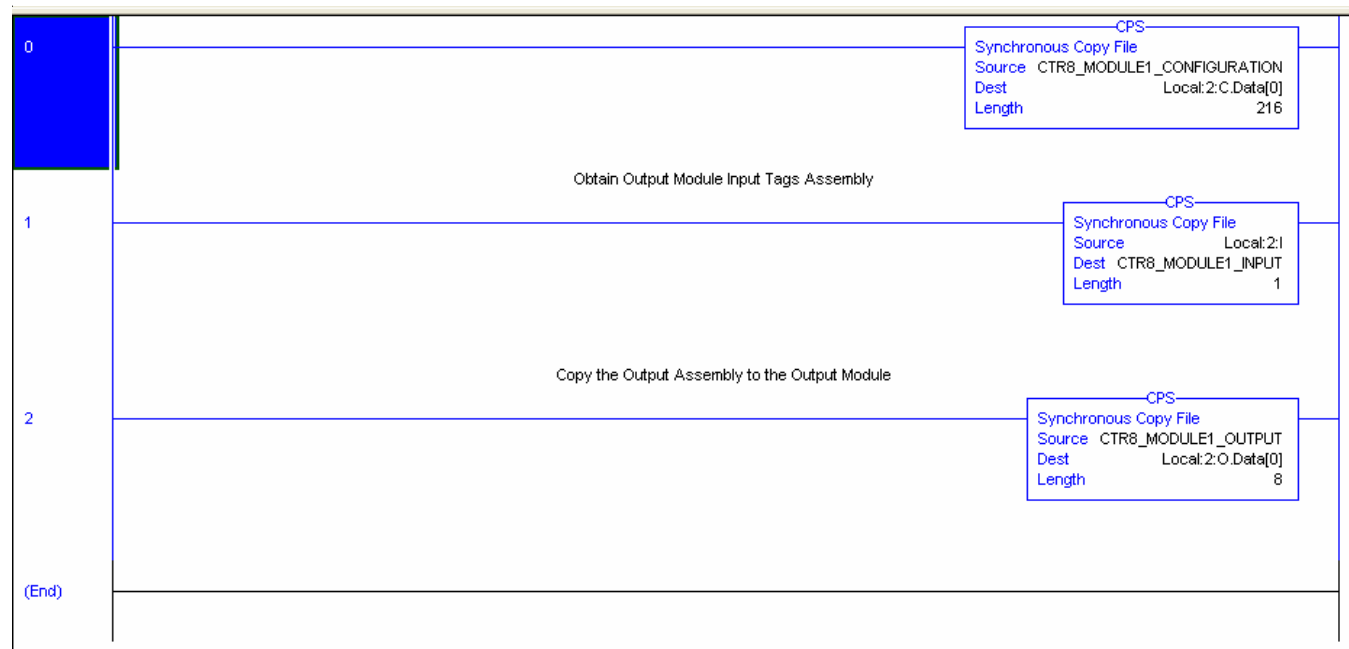 0
CPS
Synchronous Copy File
Source CTR8_MODULE1_CONFIGURATION
Dest Local:2:C.Data[0]
Length 216
Obtain Output Module Input Tags Assembly
1
CPS
Synchronous Copy File
Source Local:2:I
Dest CTR8_MODULE1_INPUT
Length 1
Copy the Output Assembly to the Output Module
2
CPS
Synchronous Copy File
Source CTR8_MODULE1_OUTPUT
Dest Local:2:O.Data[0]
Length 8
(End)